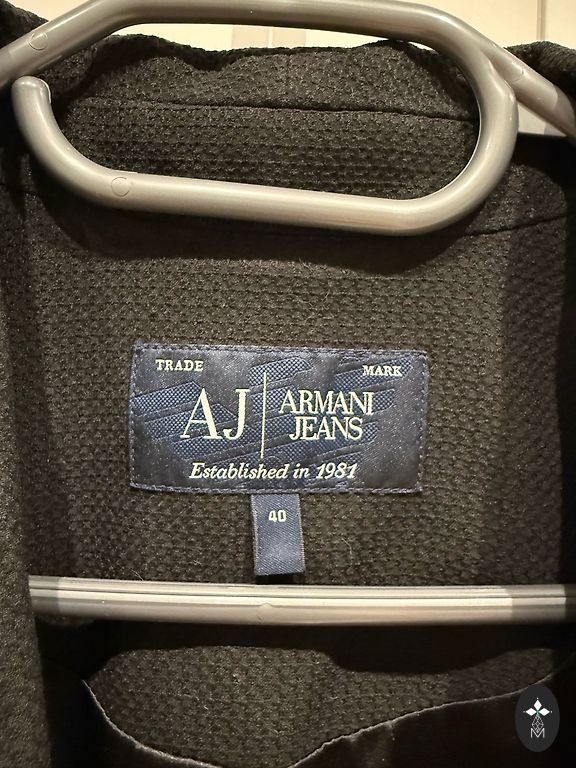 TRADE MARK
AJ ARMANI
JEANS
Established in 1981
40
M